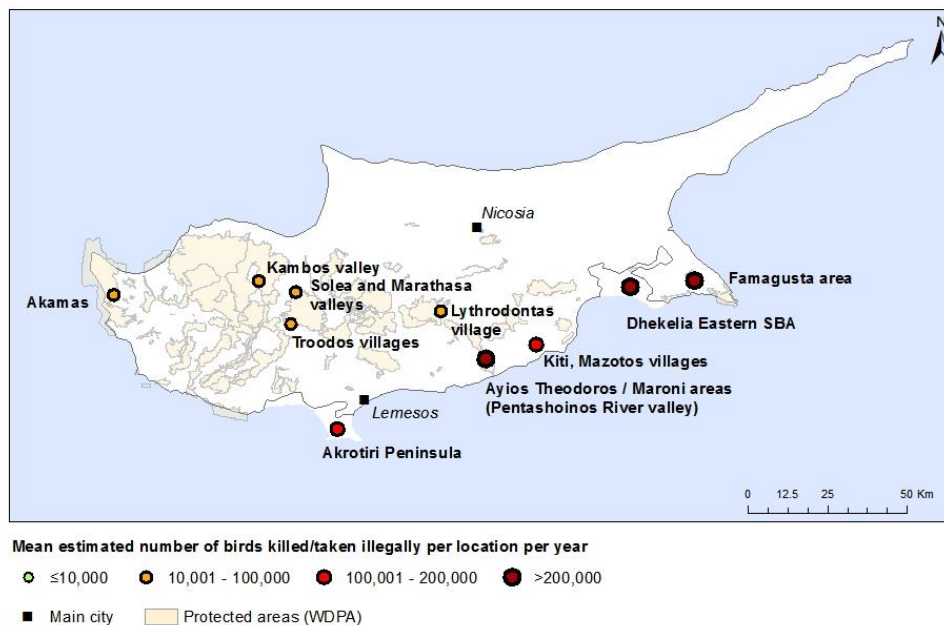 N
Nicosia
Kambos valley
Solea and Marathasa
valleys
Akamas
Famagusta area
Lythrodontas
village
Dhekelia Eastern SBA
Troodos villages
Kiti, Mazotos villages
Ayios Theodoros / Maroni areas
(Pentashoinos River valley)
Lemesos
Akrotiri Peninsula
0 12.5 25 50 Km
Mean estimated number of birds killed/taken illegally per location per year
≤10,000 10,001 - 100,000 100,001 - 200,000 >200,000
Main city Protected areas (WDPA)